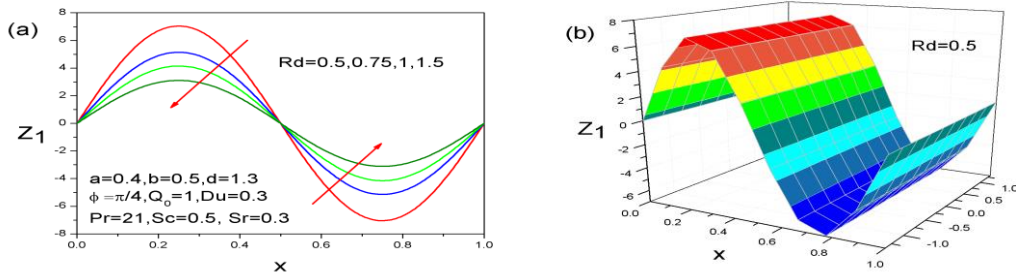 (a)
8
6
4
2
0
-2
-4
-6
-8
Z1
Rd=0.5,0.75,1,1.5
a=0.4,b=0.5,d=1.3
ϕ =π/4,Qo=1,Du=0.3
Pr=21,Sc=0.5, Sr=0.3
0.0 0.2 0.4 0.6 0.8 1.0
x
(b)
8
6
4
2
0
-2
-4
-6
Z1
Rd=0.5
0.0 0.2 0.4 0.6 0.8 1.0
x
1.0
0.5
0.0
-0.5
-1.0